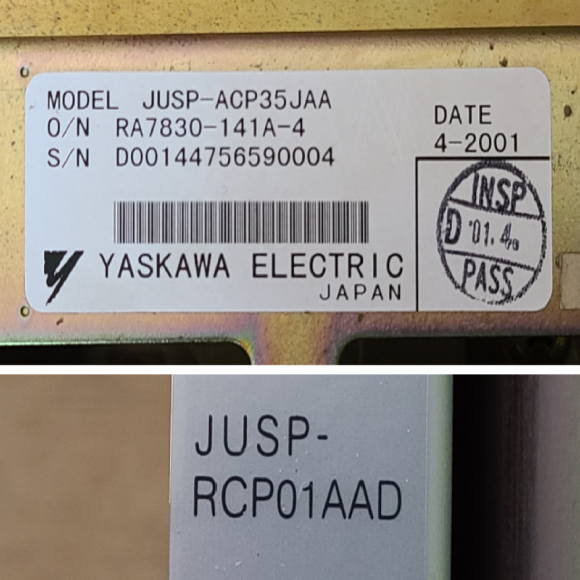 MODEL JUSP-ACP35JAA
O/N RA7830-141A-4
S/N D00144756590004
DATE
4-2001
INSP
D '01.4
PASS
YASKAWA ELECTRIC
JAPAN
JUSP-
RCP01AAD